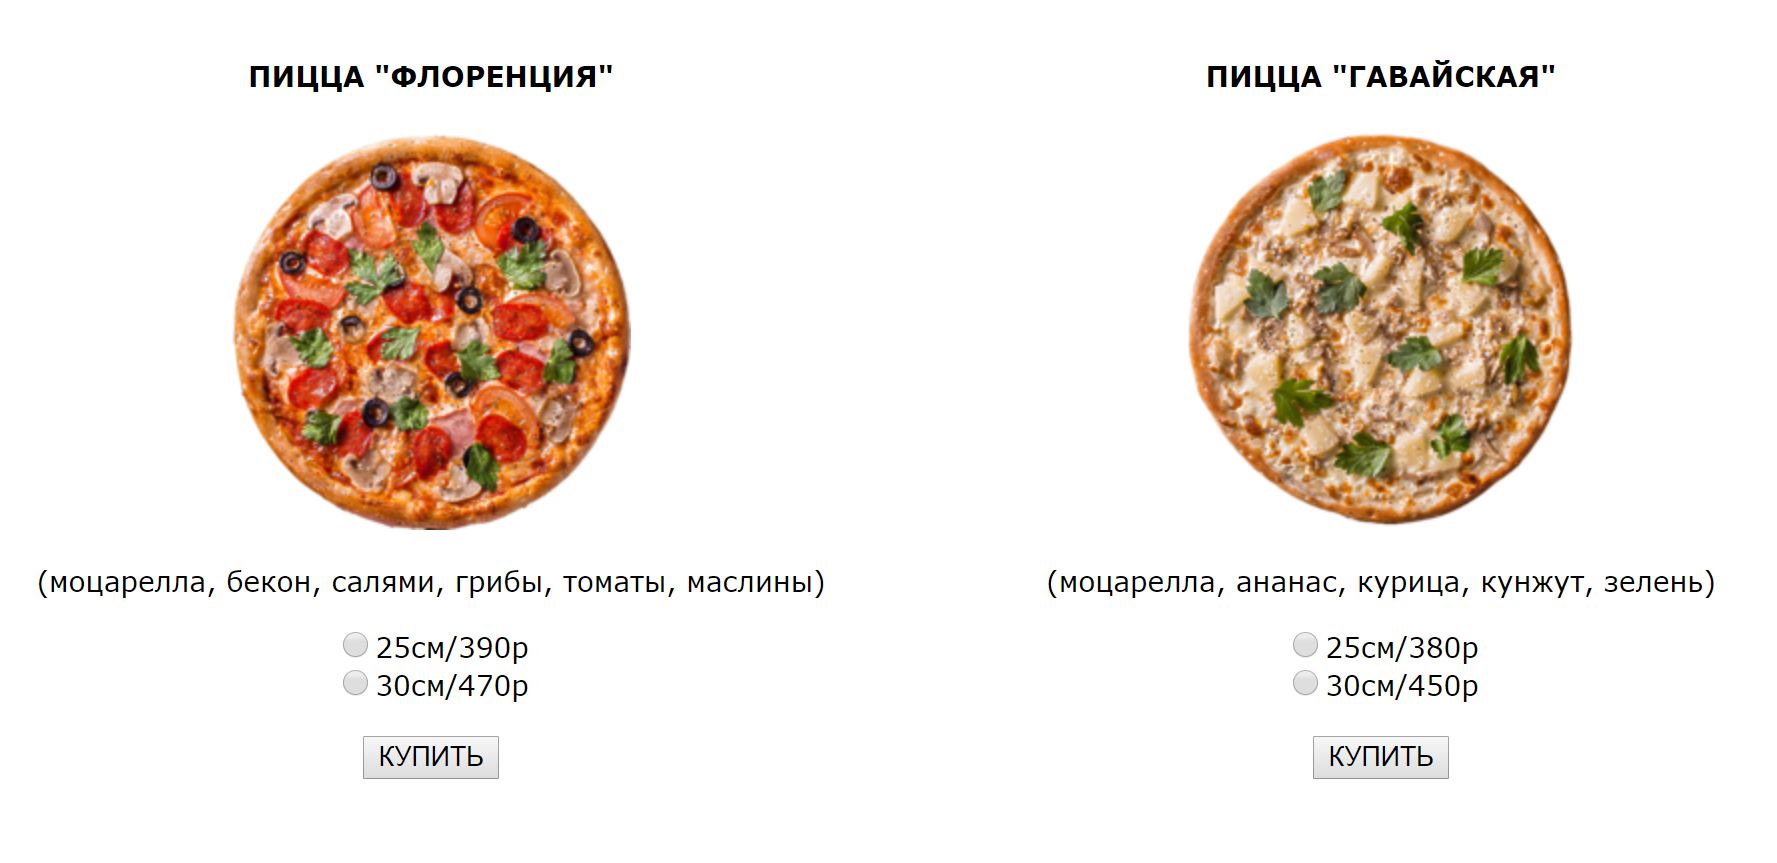 ПИЦЦА "ФЛОРЕНЦИЯ"
(моцарелла, бекон, салями, грибы, томаты, маслины)
25см/390р
30см/470р
КУПИТЬ
ПИЦЦА "ГАВАЙСКАЯ"
(моцарелла, ананас, курица, кунжут, зелень)
25см/380р
30см/450р
КУПИТЬ